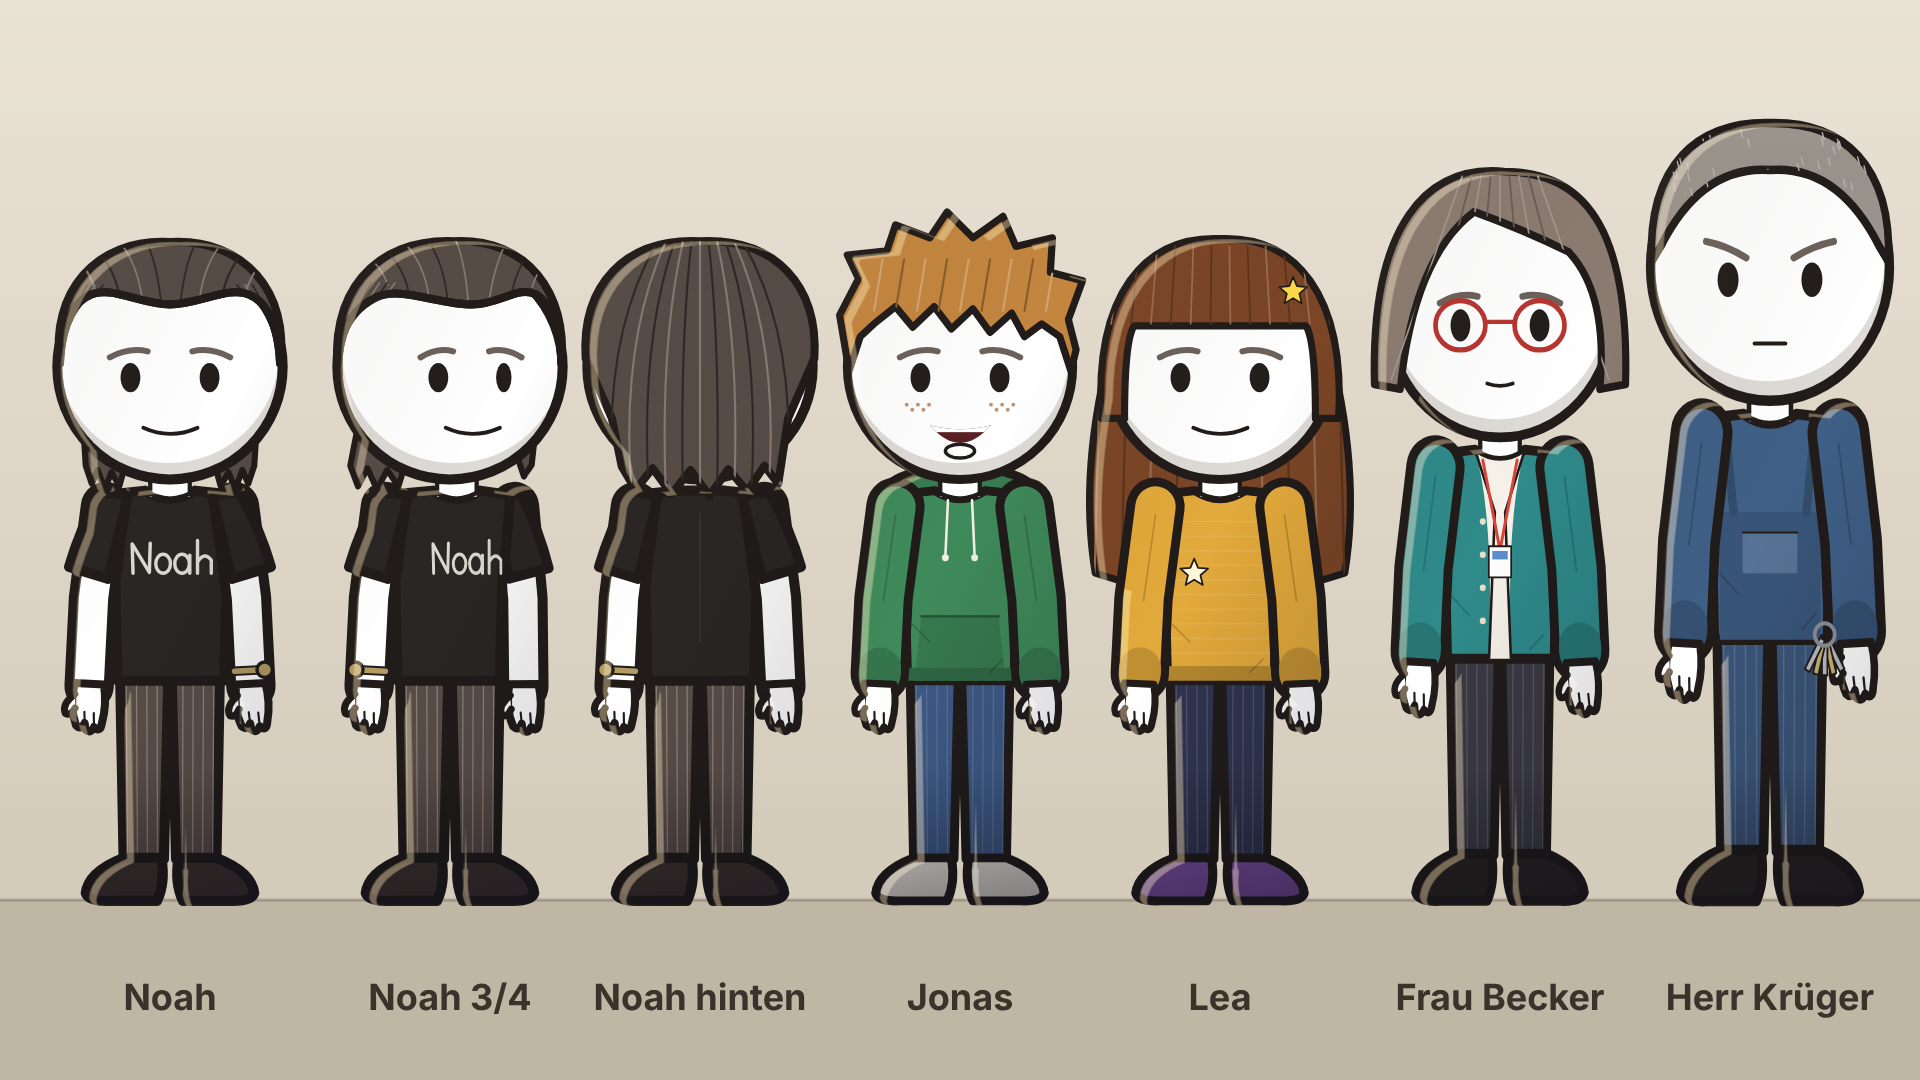 Noah
Noah
Noah
Noah 3/4
Noah hinten
Jonas
Lea
Frau Becker
Herr Krüger